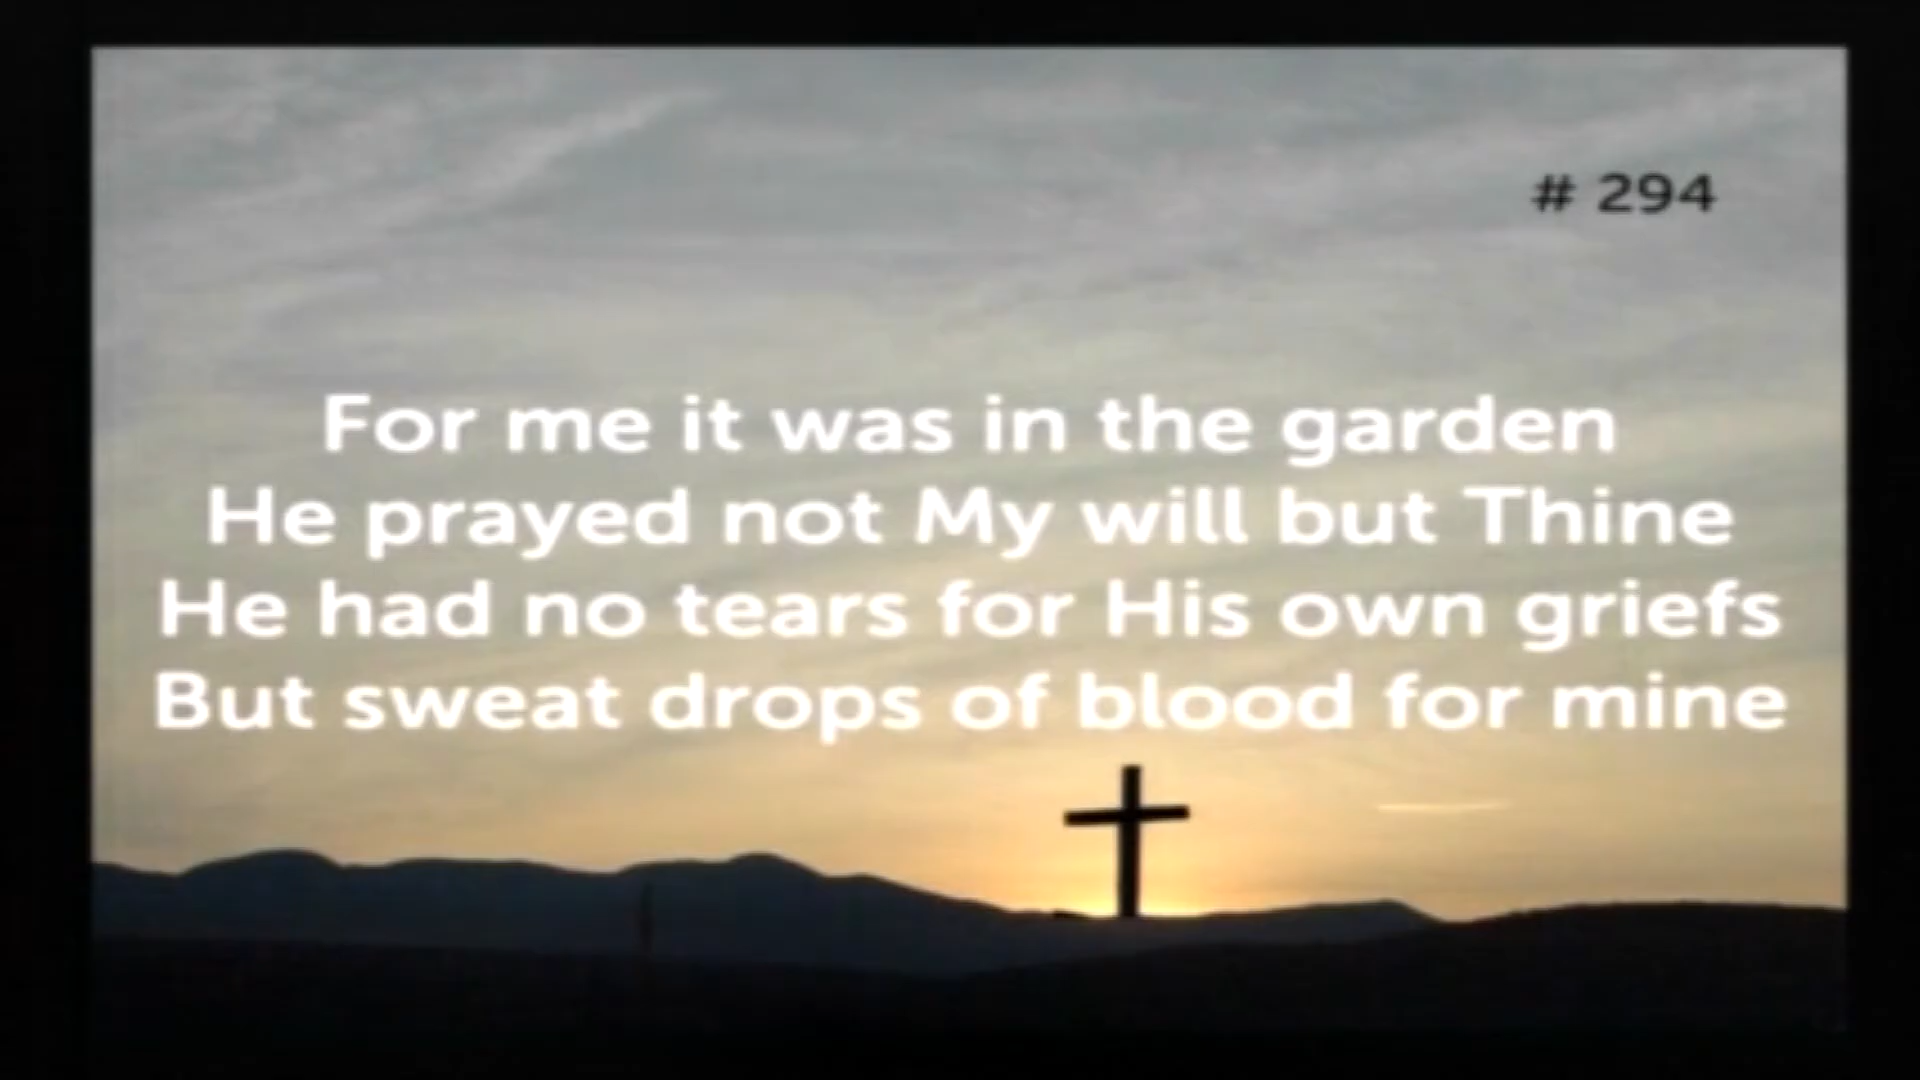 # 294
For me it was in the garden
He prayed not My will but Thine
He had no tears for His own griefs
But sweat drops of blood for mine